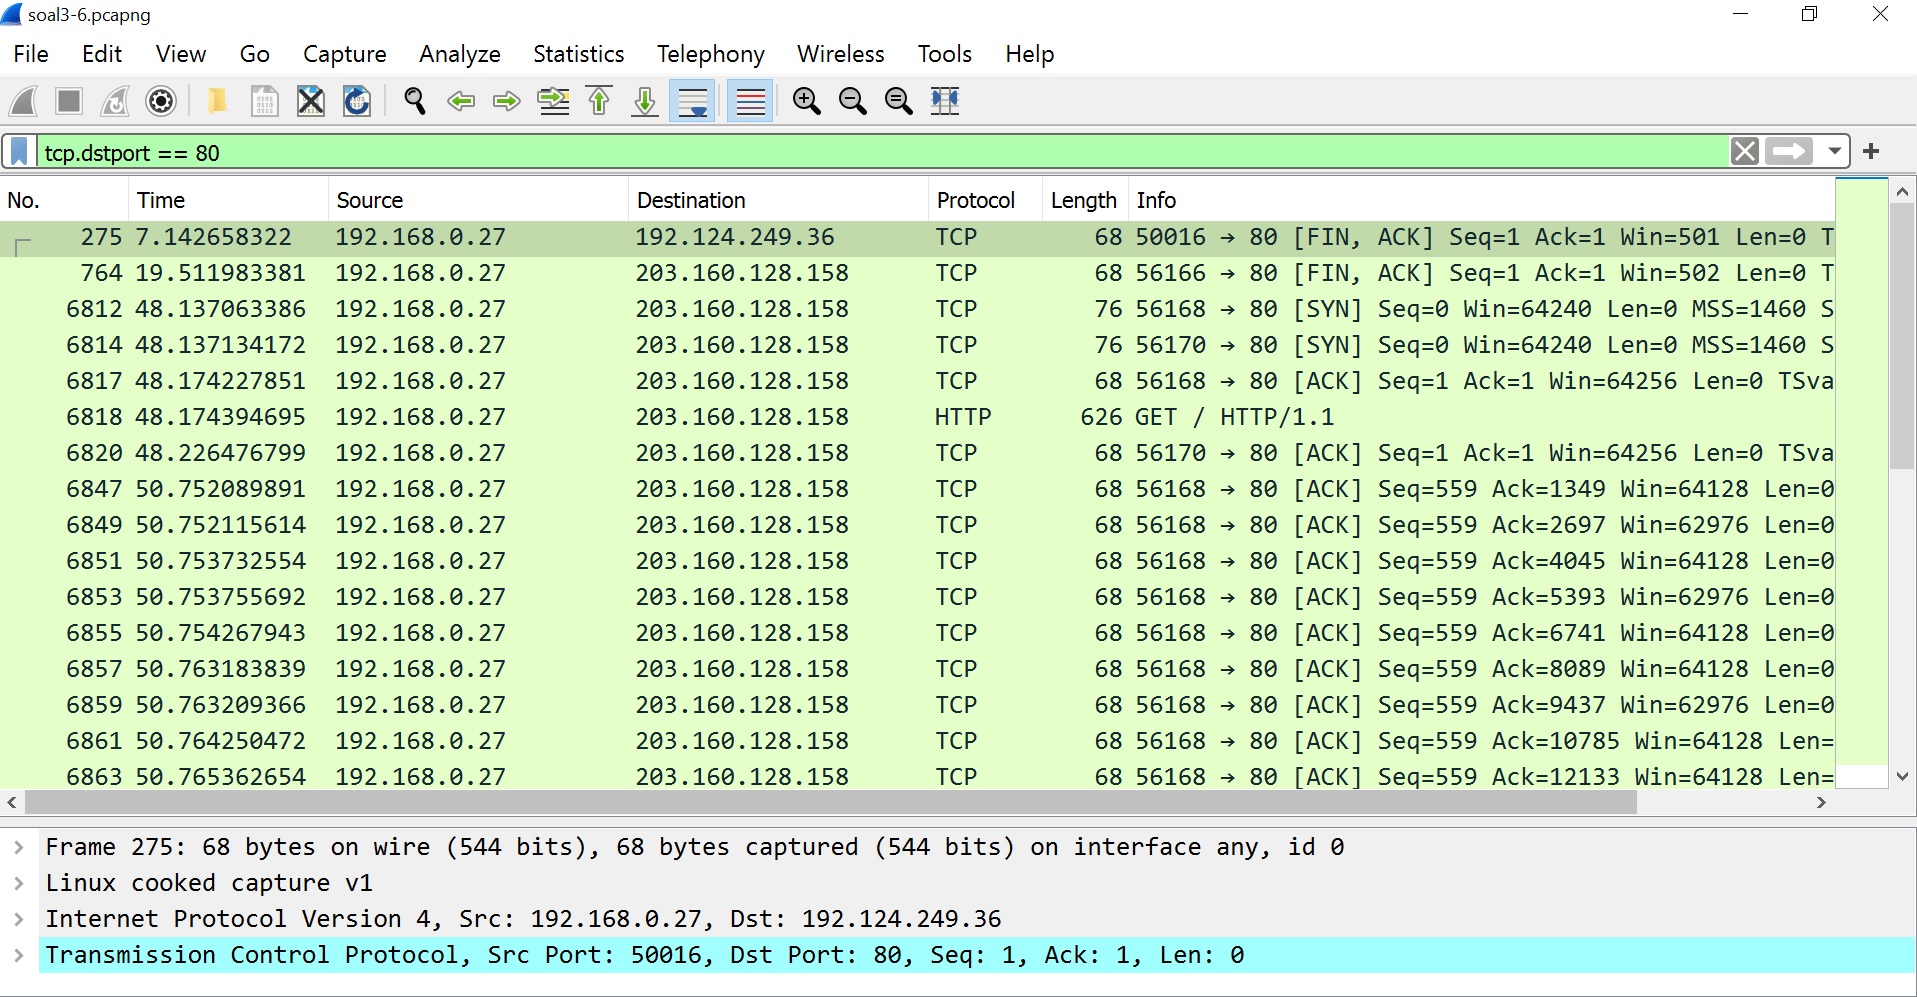 soal3-6.pcapng
File Edit View Go Capture Analyze Statistics Telephony Wireless Tools Help
tcp.dstport == 80
No. Time Source Destination Protocol Length Info
275 7.142658322 192.168.0.27 192.124.249.36 TCP 68 50016 → 80 [FIN, ACK] Seq=1 Ack=1 Win=501 Len=0 T
764 19.511983381 192.168.0.27 203.160.128.158 TCP 68 56166 → 80 [FIN, ACK] Seq=1 Ack=1 Win=502 Len=0 T
6812 48.137063386 192.168.0.27 203.160.128.158 TCP 76 56168 → 80 [SYN] Seq=0 Win=64240 Len=0 MSS=1460 S
6814 48.137134172 192.168.0.27 203.160.128.158 TCP 76 56170 → 80 [SYN] Seq=0 Win=64240 Len=0 MSS=1460 S
6817 48.174227851 192.168.0.27 203.160.128.158 TCP 68 56168 → 80 [ACK] Seq=1 Ack=1 Win=64256 Len=0 TSva
6818 48.174394695 192.168.0.27 203.160.128.158 HTTP 626 GET / HTTP/1.1
6820 48.226476799 192.168.0.27 203.160.128.158 TCP 68 56170 → 80 [ACK] Seq=1 Ack=1 Win=64256 Len=0 TSva
6847 50.752089891 192.168.0.27 203.160.128.158 TCP 68 56168 → 80 [ACK] Seq=559 Ack=1349 Win=64128 Len=0
6849 50.752115614 192.168.0.27 203.160.128.158 TCP 68 56168 → 80 [ACK] Seq=559 Ack=2697 Win=62976 Len=0
6851 50.753732554 192.168.0.27 203.160.128.158 TCP 68 56168 → 80 [ACK] Seq=559 Ack=4045 Win=64128 Len=0
6853 50.753755692 192.168.0.27 203.160.128.158 TCP 68 56168 → 80 [ACK] Seq=559 Ack=5393 Win=62976 Len=0
6855 50.754267943 192.168.0.27 203.160.128.158 TCP 68 56168 → 80 [ACK] Seq=559 Ack=6741 Win=64128 Len=0
6857 50.763183839 192.168.0.27 203.160.128.158 TCP 68 56168 → 80 [ACK] Seq=559 Ack=8089 Win=64128 Len=0
6859 50.763209366 192.168.0.27 203.160.128.158 TCP 68 56168 → 80 [ACK] Seq=559 Ack=9437 Win=62976 Len=0
6861 50.764250472 192.168.0.27 203.160.128.158 TCP 68 56168 → 80 [ACK] Seq=559 Ack=10785 Win=64128 Len=
6863 50.765362654 192.168.0.27 203.160.128.158 TCP 68 56168 → 80 [ACK] Seq=559 Ack=12133 Win=64128 Len=
Frame 275: 68 bytes on wire (544 bits), 68 bytes captured (544 bits) on interface any, id 0
Linux cooked capture v1
Internet Protocol Version 4, Src: 192.168.0.27, Dst: 192.124.249.36
Transmission Control Protocol, Src Port: 50016, Dst Port: 80, Seq: 1, Ack: 1, Len: 0